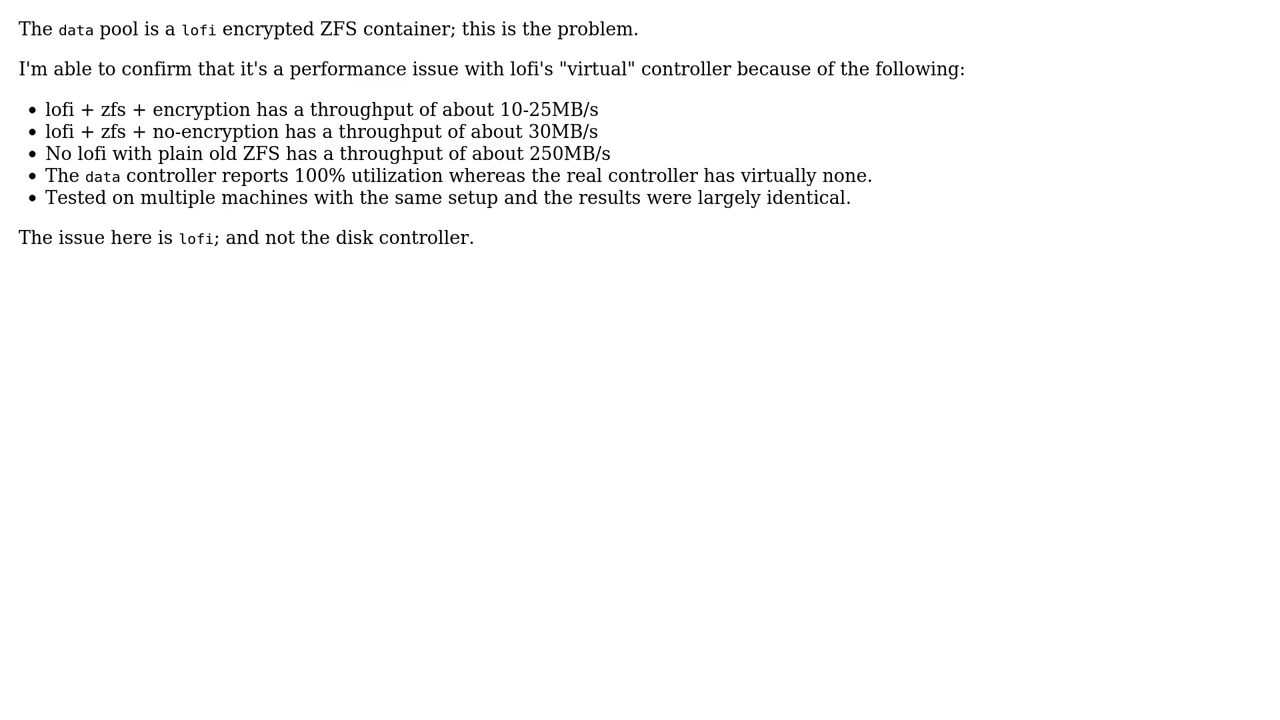 The data pool is a lofi encrypted ZFS container; this is the problem.
I'm able to confirm that it's a performance issue with lofi's "virtual" controller because of the following:
• lofi + zfs + encryption has a throughput of about 10-25MB/s
• lofi + zfs + no-encryption has a throughput of about 30MB/s
• No lofi with plain old ZFS has a throughput of about 250MB/s
• The data controller reports 100% utilization whereas the real controller has virtually none.
• Tested on multiple machines with the same setup and the results were largely identical.
The issue here is lofi; and not the disk controller.